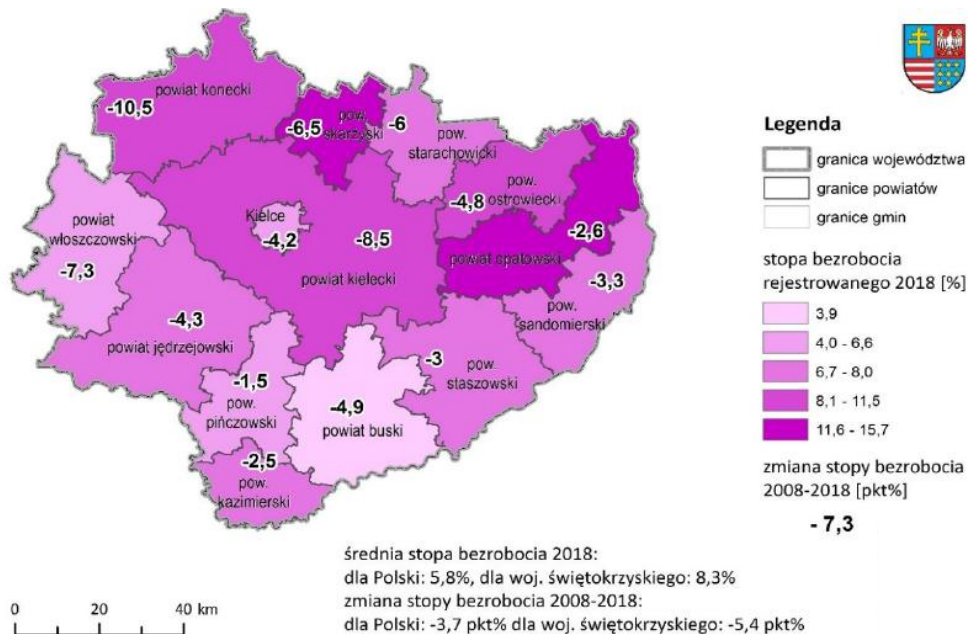 powiat konecki
-10,5
-6,5
pow.
skarżyski
-6
pow.
starachowicki
-4,8
pow.
ostrowiecki
powiat
włoszczowski
-7,3
Kielce
-4,2
-8,5
powiat kielecki
powiat opatowski
-2,6
-3,3
pow.
sandomierski
-4,3
powiat jędrzejowski
-1,5
pow.
pińczowski
-4,9
powiat buski
-3
pow.
staszowski
-2,5
pow.
kazimierski
Legenda
granica województwa
granice powiatów
granice gmin
stopa bezrobocia
rejestrowanego 2018 [%]
3,9
4,0 - 6,6
6,7 - 8,0
8,1 - 11,5
11,6 - 15,7
zmiana stopy bezrobocia
2008-2018 [pkt%]
- 7,3
średnia stopa bezrobocia 2018:
dla Polski: 5,8%, dla woj. świętokrzyskiego: 8,3%
zmiana stopy bezrobocia 2008-2018:
dla Polski: -3,7 pkt% dla woj. świętokrzyskiego: -5,4 pkt%
0 20 40 km